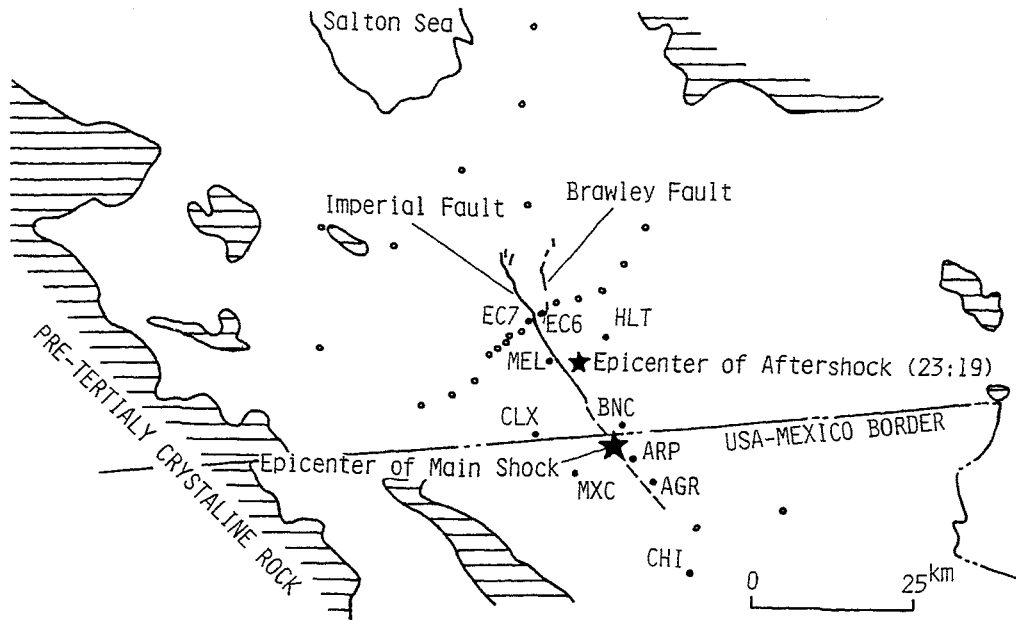 Salton Sea
Imperial Fault
Brawley Fault
EC7
EC6
HLT
MEL
Epicenter of Aftershock (23:19)
PRE-TERTIALY CRYSTALINE ROCK
CLX
BNC
USA-MEXICO BORDER
Epicenter of Main Shock
ARP
MXC
AGR
CHI
0 25km